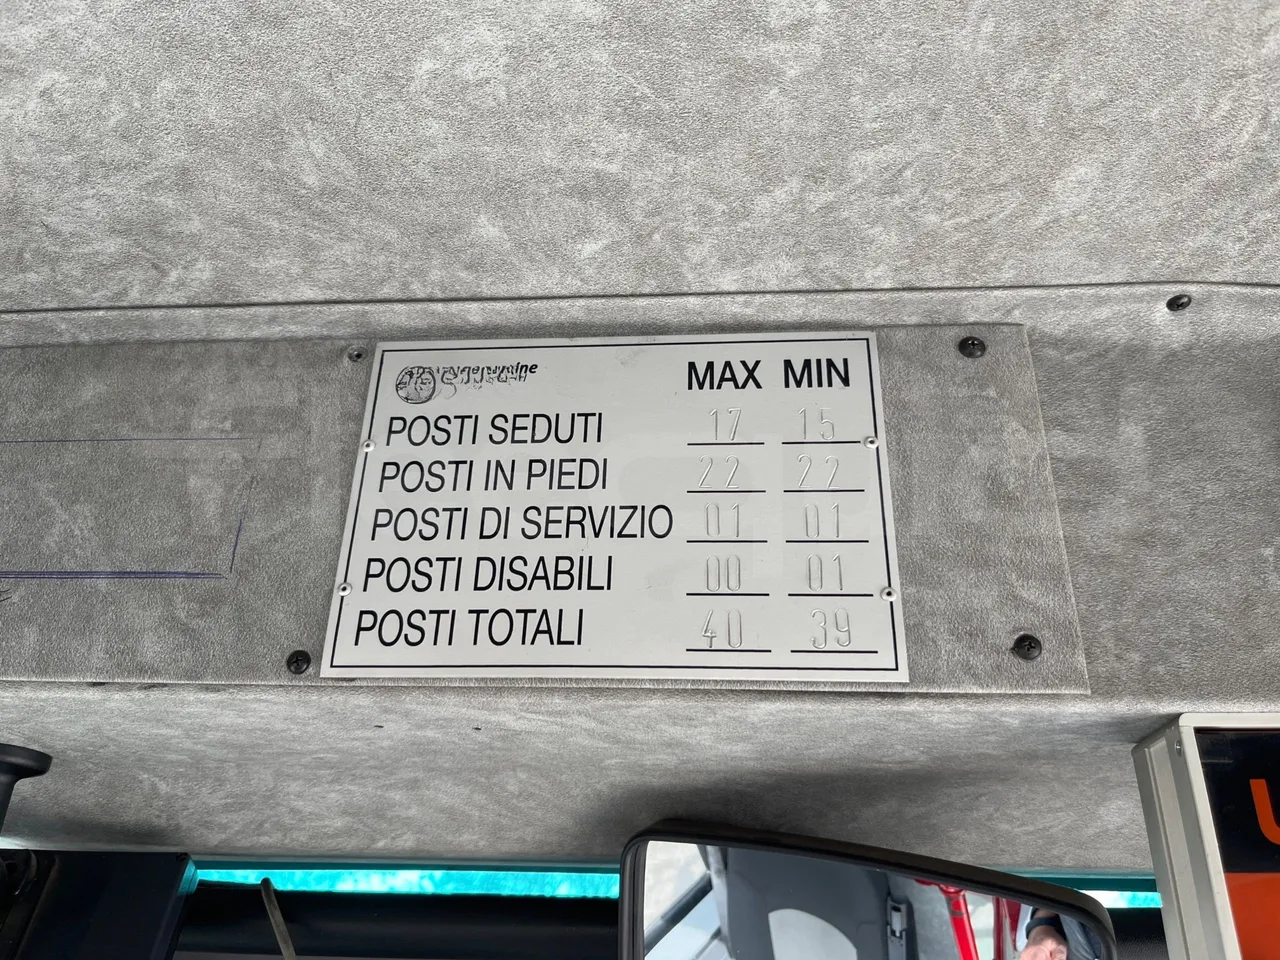 MAX MIN
POSTI SEDUTI 17 15
POSTI IN PIEDI 22 22
POSTI DI SERVIZIO 01 01
POSTI DISABILI 00 01
POSTI TOTALI 40 39